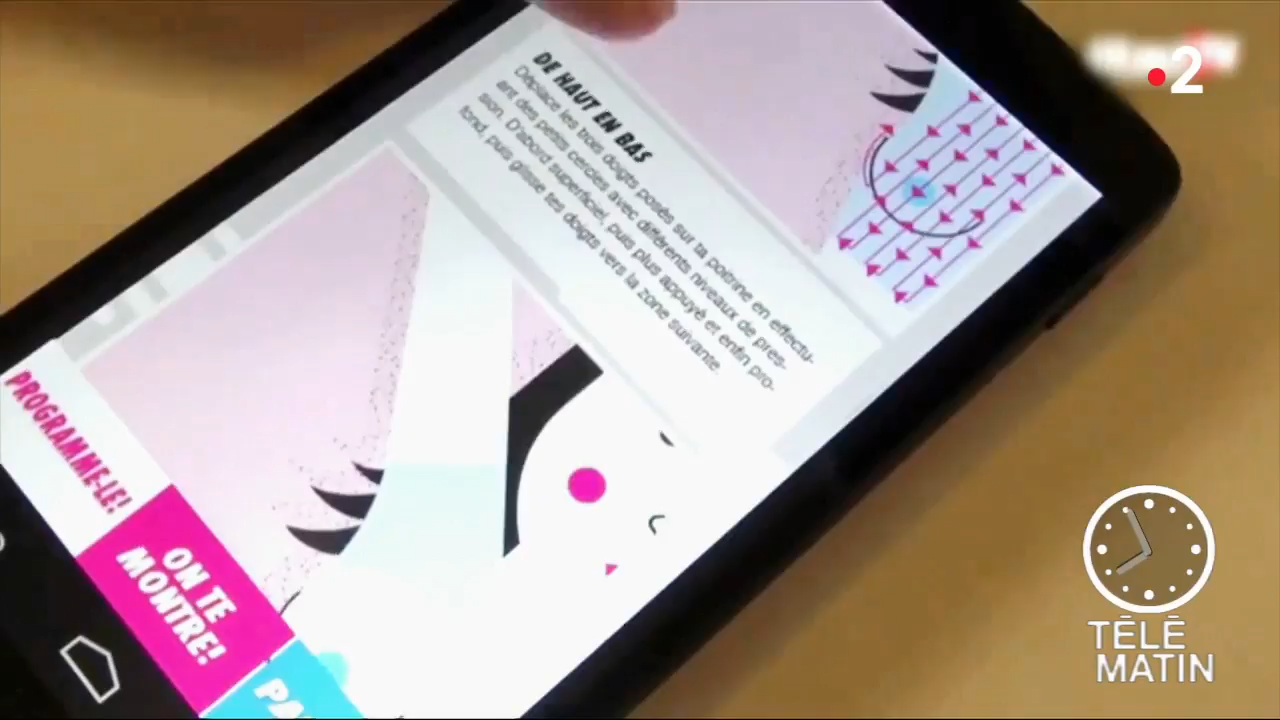 DE HAUT EN BAS
Déplace les trois doigts posés sur ta poitrine en effectu-
ant des petits cercles avec différents niveaux de pres-
sion. D'abord superficiel, puis plus appuyé et enfin pro-
fond, puis glisse tes doigts vers la zone suivante.
PROGRAMME-LE!
ON TE
MONTRE!
2
TÉLÉ
MATIN